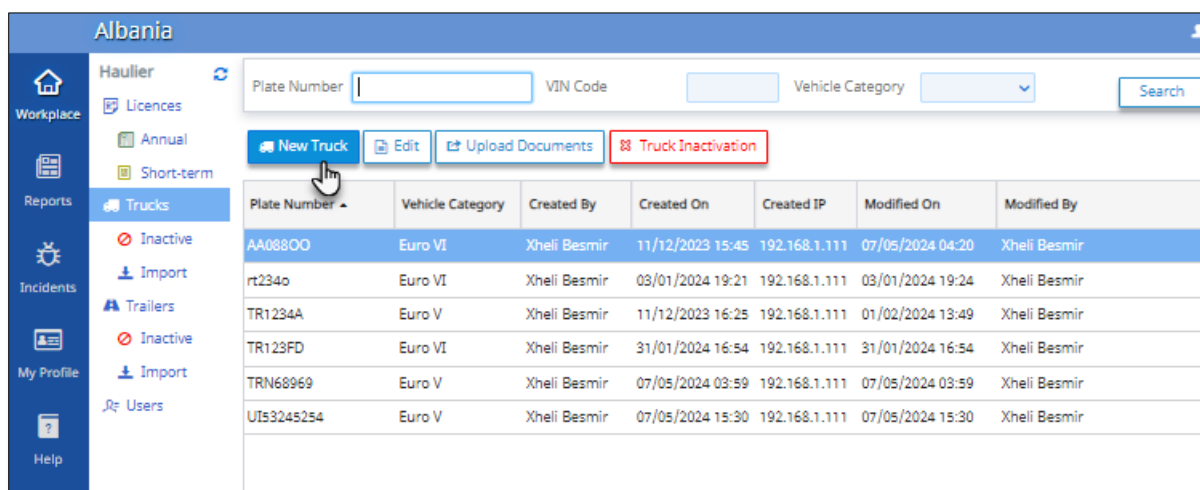 Albania
Workplace
Reports
Incidents
My Profile
Help
Haulier
Licences
Annual
Short-term
Trucks
Inactive
Import
Trailers
Inactive
Import
Users
Plate Number VIN Code Vehicle Category Search
New Truck Edit Upload Documents Truck Inactivation
Plate Number Vehicle Category Created By Created On Created IP Modified On Modified By
AA088OO Euro VI Xheli Besmir 11/12/2023 15:45 192.168.1.111 07/05/2024 04:20 Xheli Besmir
rt234o Euro VI Xheli Besmir 03/01/2024 19:21 192.168.1.111 03/01/2024 19:24 Xheli Besmir
TR1234A Euro V Xheli Besmir 11/12/2023 16:25 192.168.1.111 01/02/2024 13:49 Xheli Besmir
TR123FD Euro VI Xheli Besmir 31/01/2024 16:54 192.168.1.111 31/01/2024 16:54 Xheli Besmir
TRN68969 Euro V Xheli Besmir 07/05/2024 03:59 192.168.1.111 07/05/2024 03:59 Xheli Besmir
UI53245254 Euro V Xheli Besmir 07/05/2024 15:30 192.168.1.111 07/05/2024 15:30 Xheli Besmir